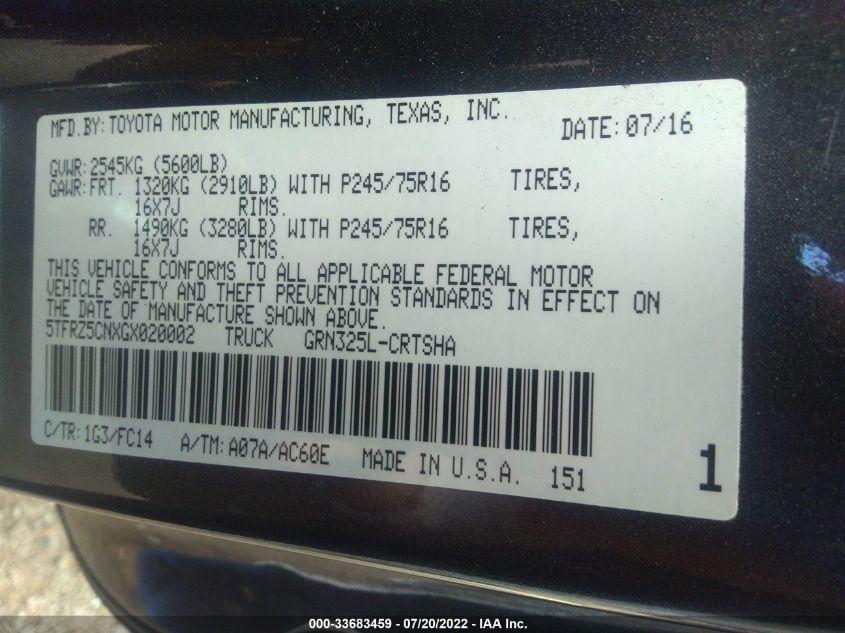 MFD.BY: TOYOTA MOTOR MANUFACTURING, TEXAS, INC. DATE: 07/16
GVWR: 2545KG (5600LB)
GAWR: FRT. 1320KG (2910LB) WITH P245/75R16 TIRES,
16X7J RIMS.
RR. 1490KG (3280LB) WITH P245/75R16 TIRES,
16X7J RIMS.
THIS VEHICLE CONFORMS TO ALL APPLICABLE FEDERAL MOTOR
VEHICLE SAFETY AND THEFT PREVENTION STANDARDS IN EFFECT ON
THE DATE OF MANUFACTURE SHOWN ABOVE.
5TFRZ5CNXGX020002 TRUCK GRN325L-CRTSHA
C/TR: 1G3/FC14 A/TM: A07A/AC60E MADE IN U.S.A. 151 1
000-33683459 - 07/20/2022 - IAA Inc.